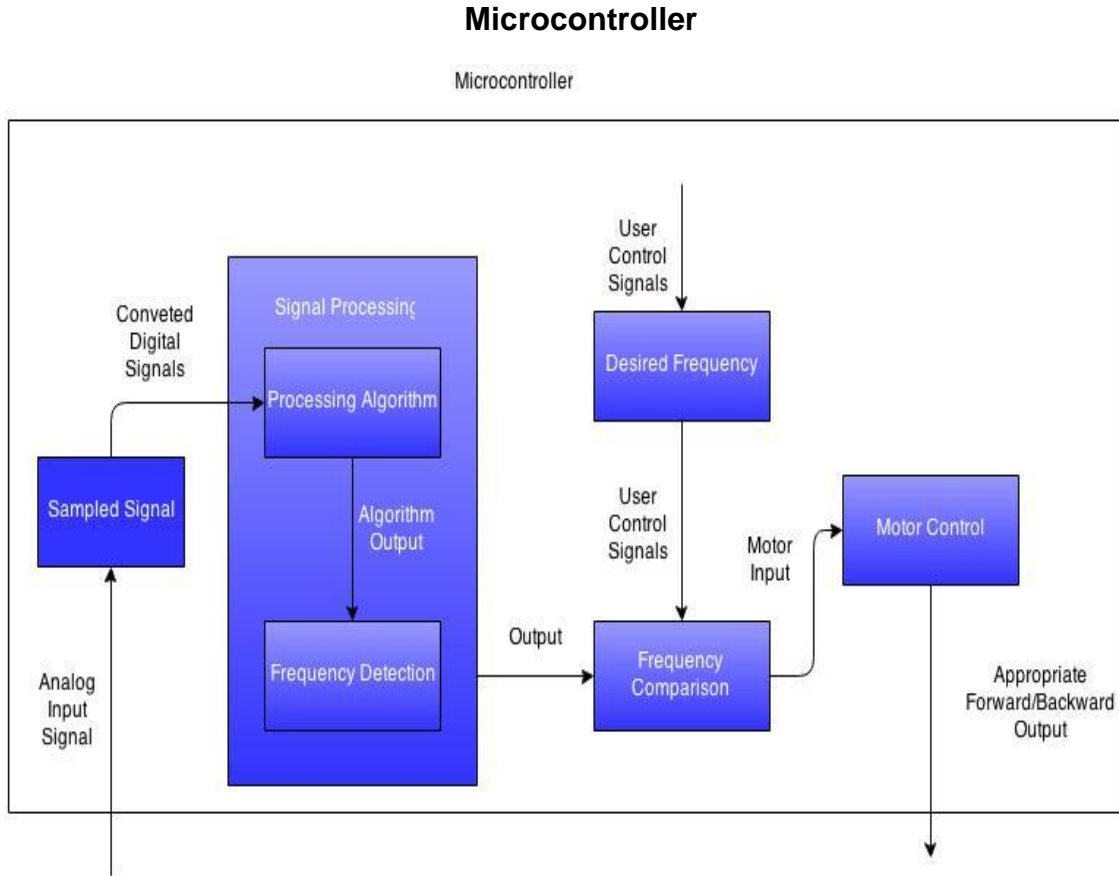 Microcontroller
Microcontroller
User
Control
Signals
Conveted
Digital
Signals
Signal Processing
Desired Frequency
Processing Algorithm
Sampled Signal
Algorithm
Output
User
Control
Signals
Motor
Input
Motor Control
Output
Frequency Detection
Frequency
Comparison
Analog
Input
Signal
Appropriate
Forward/Backward
Output